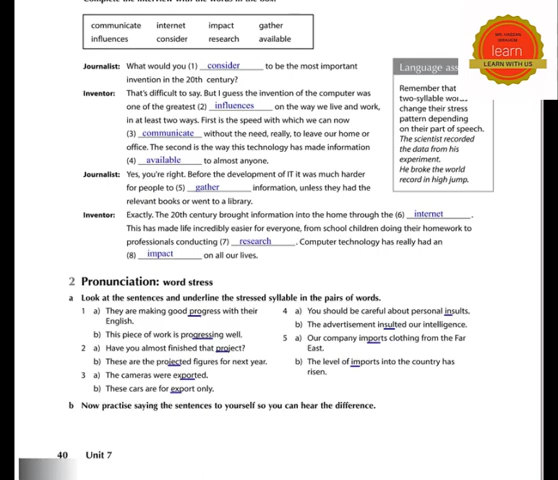 communicate internet impact gather
influences consider research available
MR. HASSAN
IBRAHIM
learn
LEARN WITH US
Journalist: What would you (1) consider to be the most important
invention in the 20th century?
Inventor: That's difficult to say. But I guess the invention of the computer was
one of the greatest (2) influences on the way we live and work,
in at least two ways. First is the speed with which we can now
(3) communicate without the need, really, to leave our home or
office. The second is the way this technology has made information
(4) available to almost anyone.
Journalist: Yes, you're right. Before the development of IT it was much harder
for people to (5) gather information, unless they had the
relevant books or went to a library.
Inventor: Exactly. The 20th century brought information into the home through the (6) internet.
This has made life incredibly easier for everyone, from school children doing their homework to
professionals conducting (7) research. Computer technology has really had an
(8) impact on all our lives.
Language ass
Remember that
two-syllable wor
change their stress
pattern depending
on their part of speech.
The scientist recorded
the data from his
experiment.
He broke the world
record in high jump.
2 Pronunciation: word stress
a Look at the sentences and underline the stressed syllable in the pairs of words.
1 a) They are making good progress with their
English.
b) This piece of work is progressing well.
2 a) Have you almost finished that project?
b) These are the projected figures for next year.
3 a) The cameras were exported.
b) These cars are for export only.
4 a) You should be careful about personal insults.
b) The advertisement insulted our intelligence.
5 a) Our company imports clothing from the Far
East.
b) The level of imports into the country has
risen.
b Now practise saying the sentences to yourself so you can hear the difference.
40 Unit 7